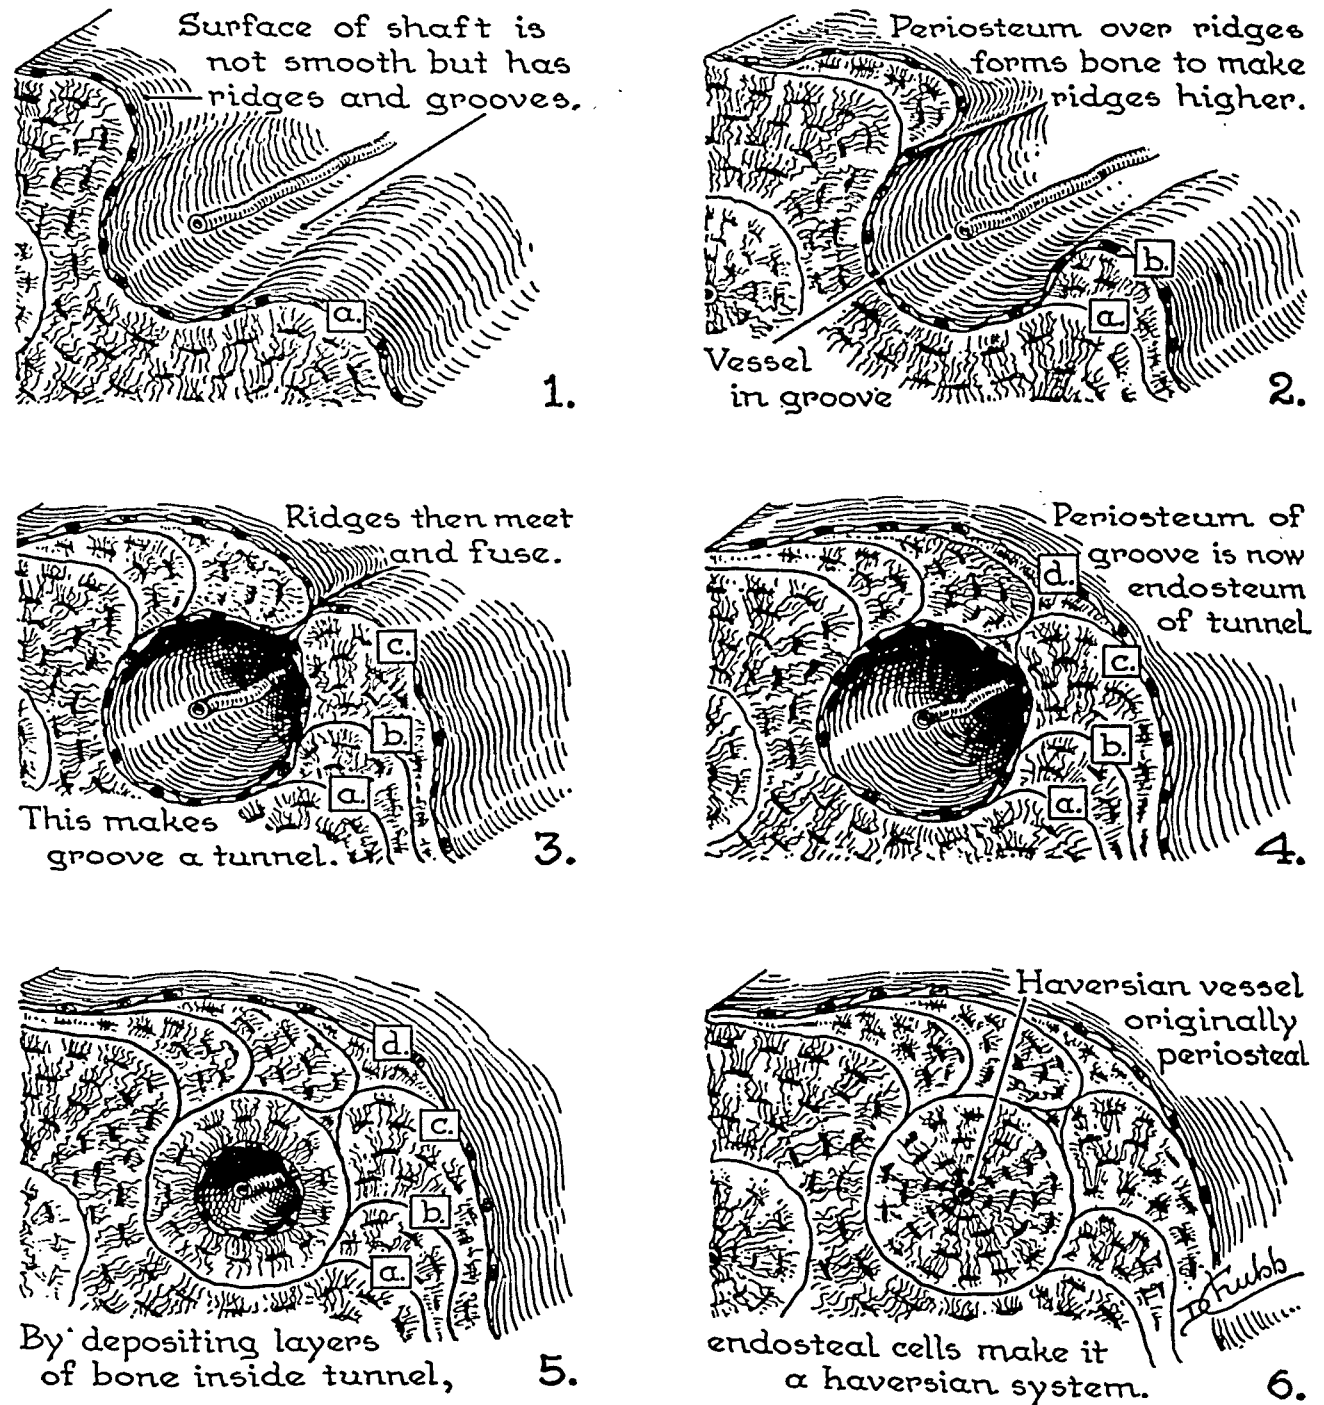 Surface of shaft is
not smooth but has
ridges and grooves.
a.
1.
Periosteum over ridges
forms bone to make
ridges higher.
b.
a.
Vessel
in groove
2.
Ridges then meet
and fuse.
c.
b.
a.
This makes
groove a tunnel.
3.
Periosteum of
groove is now
endosteum
of tunnel
d.
c.
b.
a.
4.
d.
c.
b.
a.
By depositing layers
of bone inside tunnel,
5.
Haversian vessel
originally
periosteal
endosteal cells make it
a haversian system.
6.